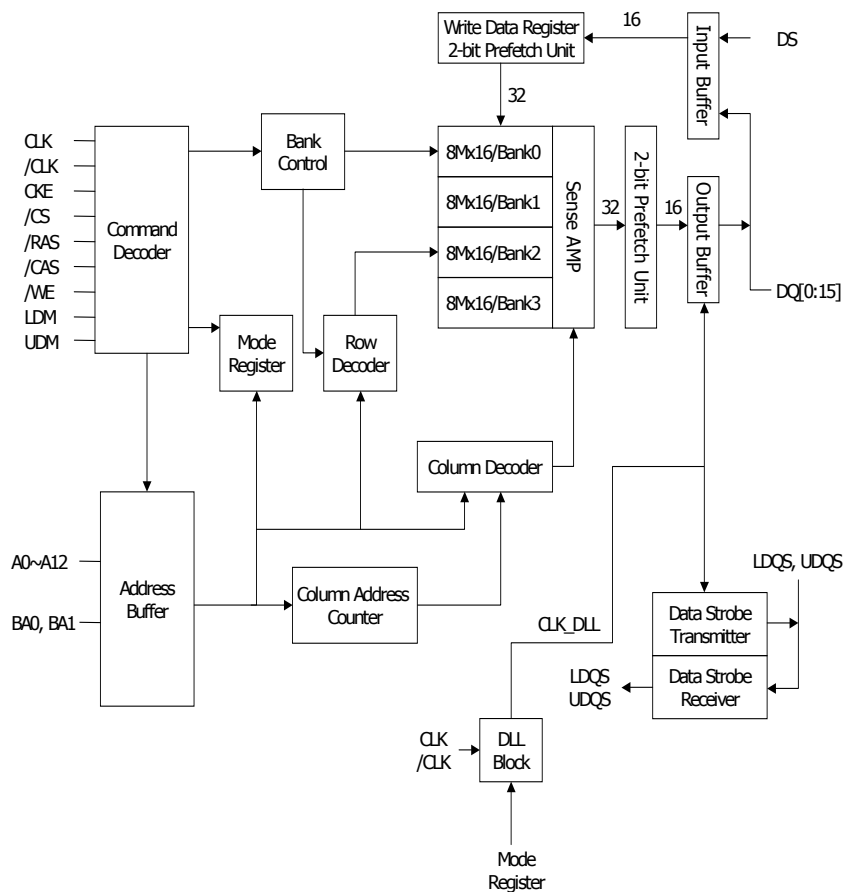 Write Data Register
2-bit Prefetch Unit
16
Input Buffer
DS
32
CLK
/CLK
CKE
/CS
/RAS
/CAS
/WE
LDM
UDM
Command
Decoder
Bank
Control
8Mx16/Bank0
8Mx16/Bank1
8Mx16/Bank2
8Mx16/Bank3
Sense AMP
32
2-bit Prefetch Unit
16
Output Buffer
DQ[0:15]
Mode
Register
Row
Decoder
Column Decoder
A0~A12
BA0, BA1
Address
Buffer
Column Address
Counter
CLK_DLL
LDQS, UDQS
Data Strobe
Transmitter
Data Strobe
Receiver
LDQS
UDQS
CLK
/CLK
DLL
Block
Mode
Register